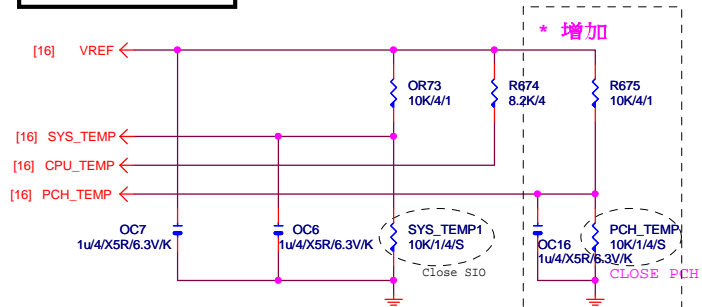 * 增加
[16] VREF
OR73
10K/4/1
R674
8.2K/4
R675
10K/4/1
[16] SYS_TEMP
[16] CPU_TEMP
[16] PCH_TEMP
OC7
1u/4/X5R/6.3V/K
OC6
1u/4/X5R/6.3V/K
SYS_TEMP1
10K/1/4/S
Close SIO
OC16
1u/4/X5R/6.3V/K
PCH_TEMP
10K/1/4/S
CLOSE PCH